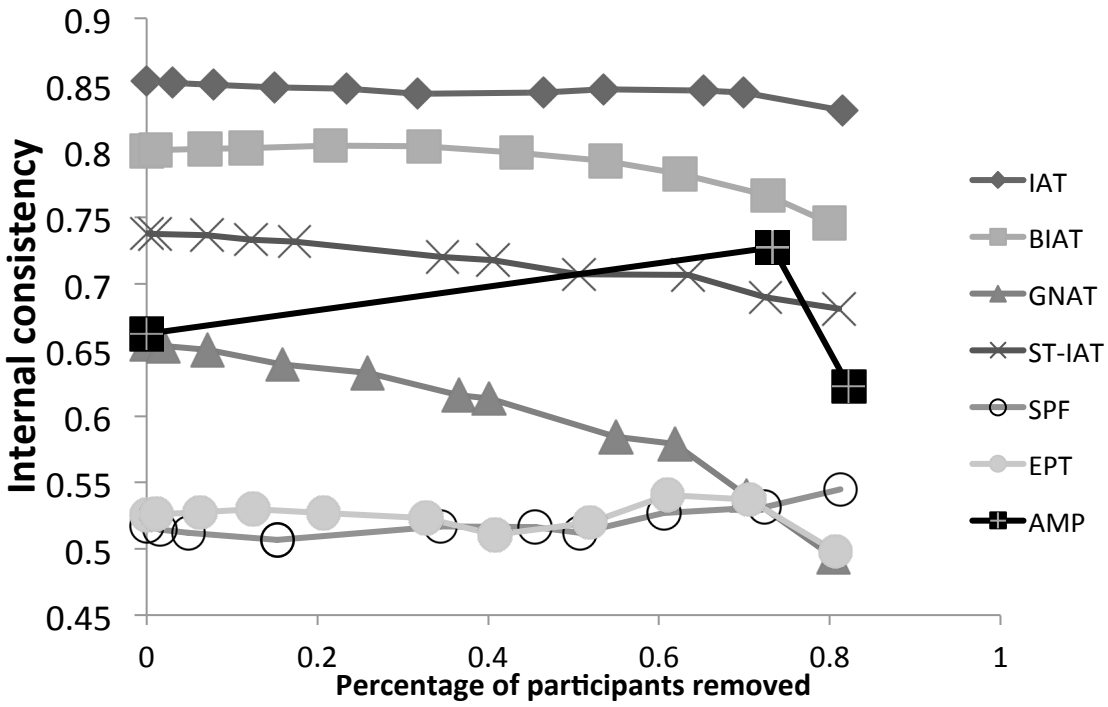 0.9
0.85
0.8
0.75
0.7
0.65
0.6
0.55
0.5
0.45
Internal consistency
0
0.2
0.4
0.6
0.8
1
Percentage of participants removed
IAT
BIAT
GNAT
ST-IAT
SPF
EPT
AMP